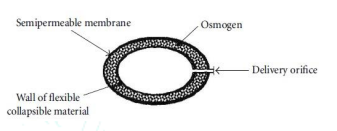 Semipermeable membrane
Osmogen
Delivery orifice
Wall of flexible
collapsible material